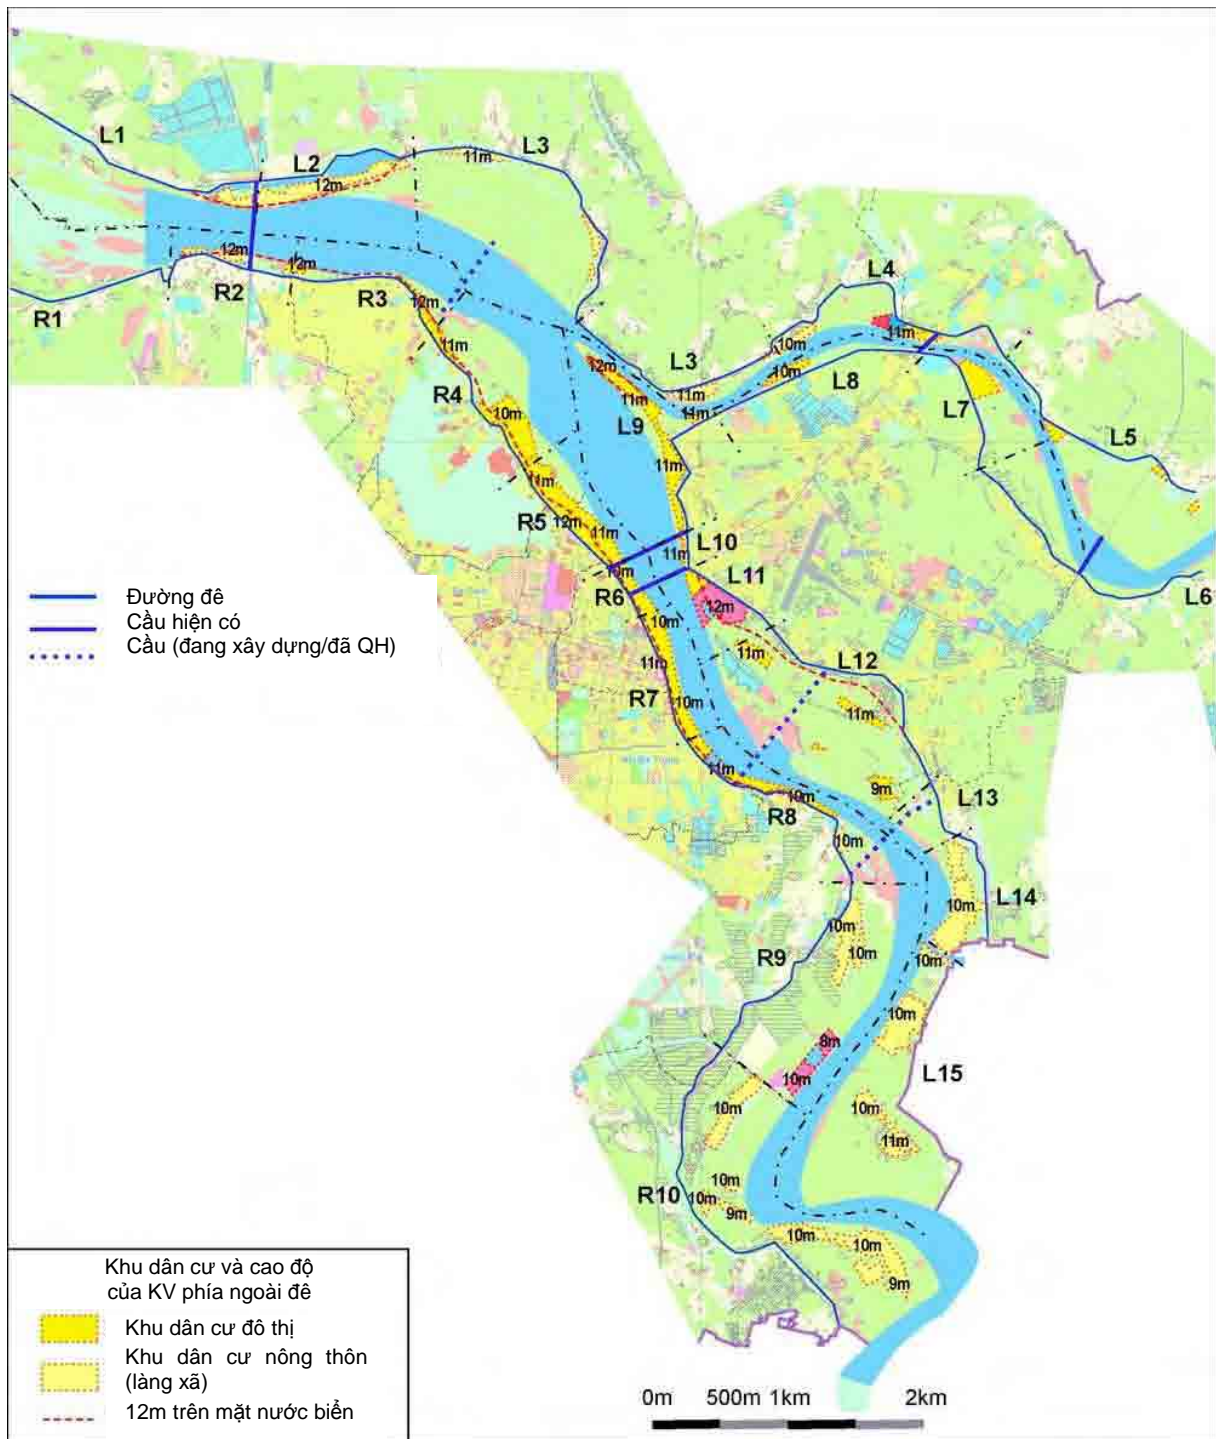 L1
L2
12m
11m
L3
R1
R2
12m
12m
R3
12m
11m
R4
10m
L4
11m
10m
10m
L3
L8
L7
L5
L6
12m
11m
11m
11m
L9
11m
11m
R5
12m
11m
10m
11m
L10
L11
12m
R6
10m
11m
11m
R7
10m
L12
11m
11m
R8
10m
9m
L13
10m
10m
L14
10m
R9
10m
10m
10m
8m
10m
L15
10m
10m
11m
R10
10m
10m
9m
10m
10m
9m
Đường đê
Cầu hiện có
Cầu (đang xây dựng/đã QH)
Khu dân cư và cao độ
của KV phía ngoài đê
Khu dân cư đô thị
Khu dân cư nông thôn
(làng xã)
12m trên mặt nước biển
0m 500m 1km 2km